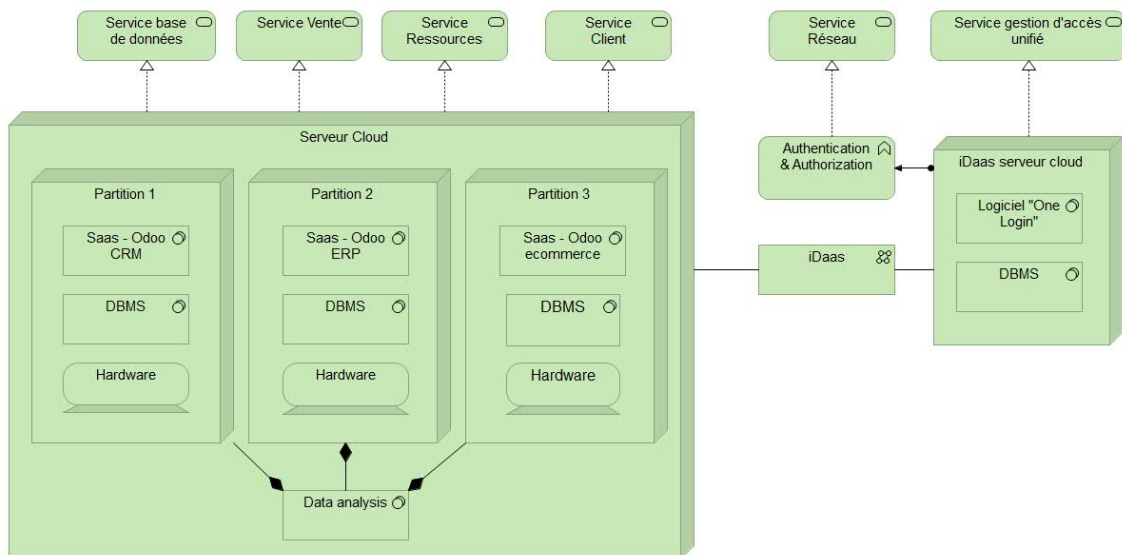 Service base
de données
Service Vente
Service
Ressources
Service
Client
Service
Réseau
Service gestion d'accès
unifié
Serveur Cloud
Authentication
& Authorization
iDaas serveur cloud
Partition 1
Partition 2
Partition 3
Logiciel "One
Login"
Saas - Odoo
CRM
Saas - Odoo
ERP
Saas - Odoo
ecommerce
iDaas
DBMS
DBMS
DBMS
DBMS
Hardware
Hardware
Hardware
Data analysis